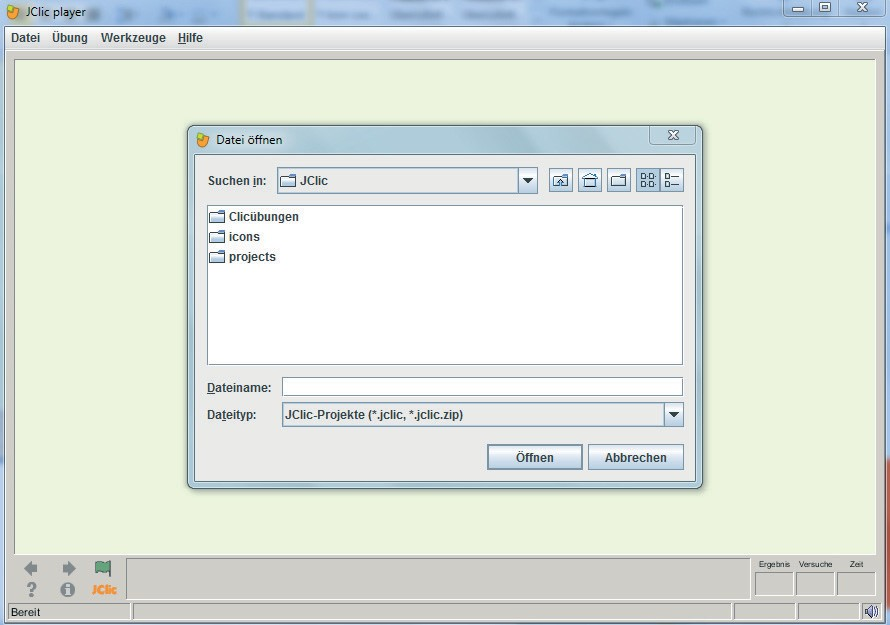 JClic player
Datei Übung Werkzeuge Hilfe
Datei öffnen
Suchen in: JClic
Clicübungen
icons
projects
Dateiname:
Dateityp: JClic-Projekte (*.jclic, *.jclic.zip)
Öffnen Abbrechen
Ergebnis Versuche Zeit
JClic
Bereit